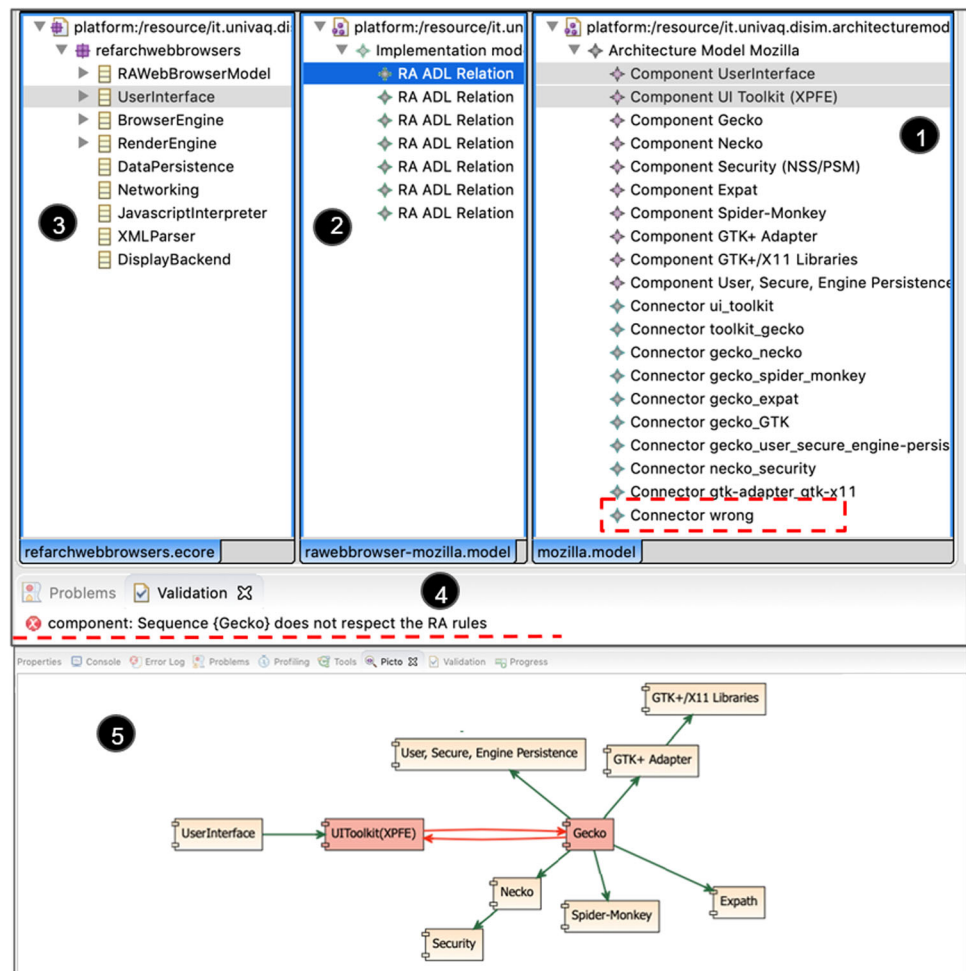 platform:/resource/it.univaq.di
refarchwebbrowsers
RAWebBrowserModel
UserInterface
BrowserEngine
RenderEngine
DataPersistence
Networking
JavascriptInterpreter
XMLParser
DisplayBackend
3
refarchwebbrowsers.ecore
platform:/resource/it.un
Implementation mod
RA ADL Relation
RA ADL Relation
RA ADL Relation
RA ADL Relation
RA ADL Relation
RA ADL Relation
RA ADL Relation
2
rawebbrowser-mozilla.model
platform:/resource/it.univaq.disim.architecturemod
Architecture Model Mozilla
Component UserInterface
Component UI Toolkit (XPFE)
Component Gecko
1
Component Necko
Component Security (NSS/PSM)
Component Expat
Component Spider-Monkey
Component GTK+ Adapter
Component GTK+/X11 Libraries
Component User, Secure, Engine Persistence
Connector ui_toolkit
Connector toolkit_gecko
Connector gecko_necko
Connector gecko_spider_monkey
Connector gecko_expat
Connector gecko_GTK
Connector gecko_user_secure_engine-persis
Connector necko_security
Connector gtk-adapter_gtk-x11
Connector wrong
mozilla.model
Problems Validation
4
component: Sequence {Gecko} does not respect the RA rules
Properties Console Error Log Problems Profiling Tools Picto Validation Progress
5
GTK+/X11 Libraries
User, Secure, Engine Persistence
GTK+ Adapter
UserInterface
UIToolkit(XPFE)
Gecko
Necko
Spider-Monkey
Expath
Security